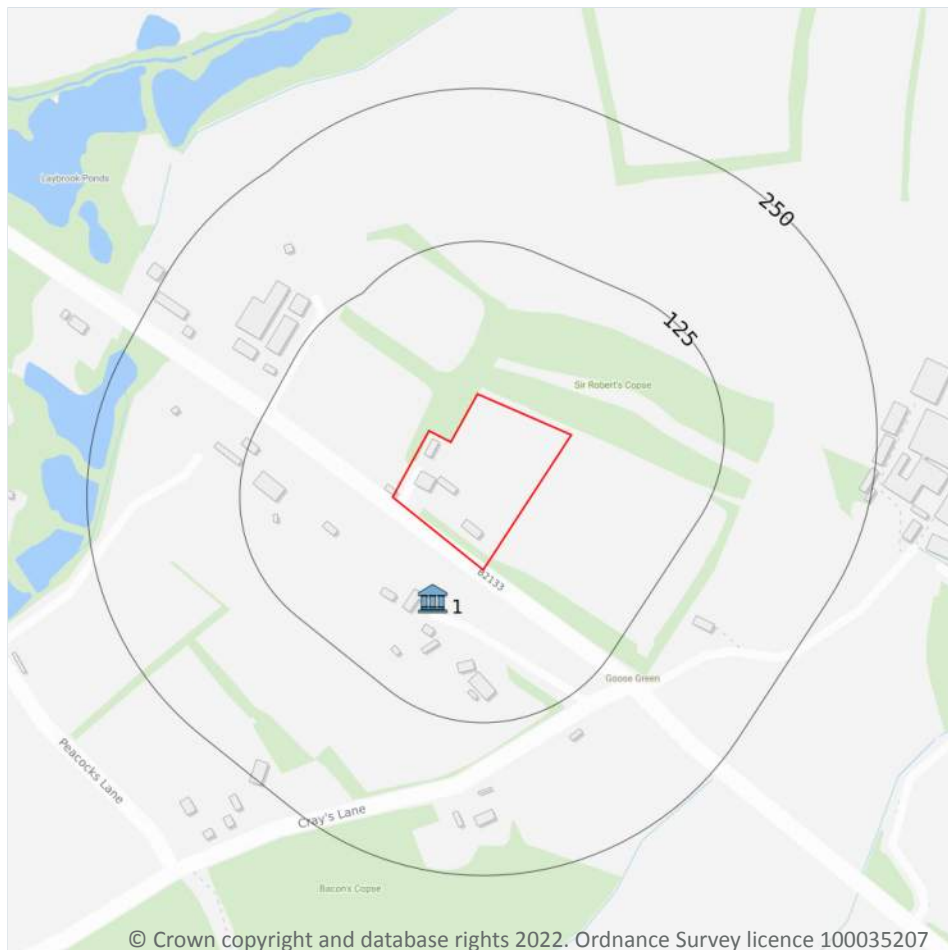 Laybrook Ponds
250
125
Sir Robert's Copse
B2133
1
Goose Green
Peacocks Lane
Cray's Lane
Bacons Copse
© Crown copyright and database rights 2022. Ordnance Survey licence 100035207